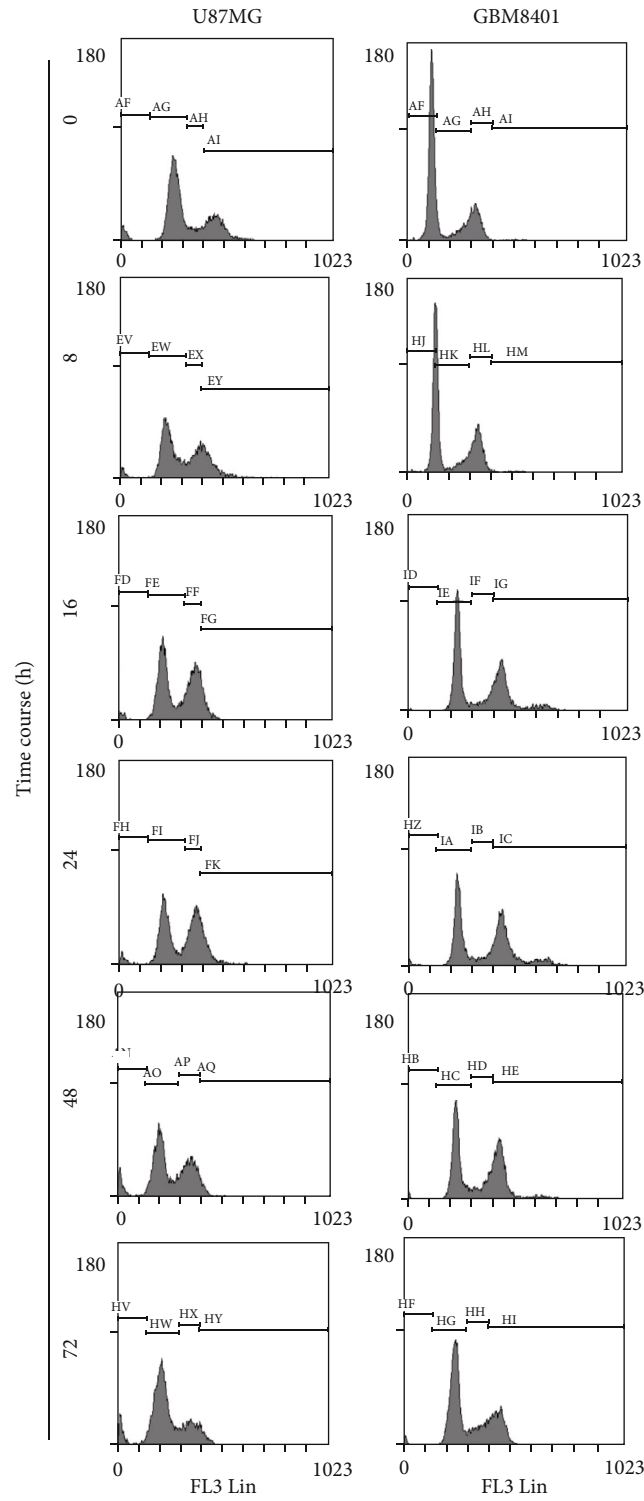 U87MG GBM8401
Time course (h)
0
180
AF AG AH
AI
0 1023
180
AF AG AH AI
0 1023
8
180
EV EW EX
EY
0 1023
180
HJ HK HL HM
0 1023
16
180
FD FE FF
FG
0 1023
180
ID IE IF IG
0 1023
24
180
FH FI FJ
FK
0 1023
180
HZ IA IB IC
0 1023
48
180
AO AP AQ
0 1023
180
HB HC HD HE
0 1023
72
180
HV HW HX HY
0 1023
FL3 Lin
180
HF HG HH HI
0 1023
FL3 Lin